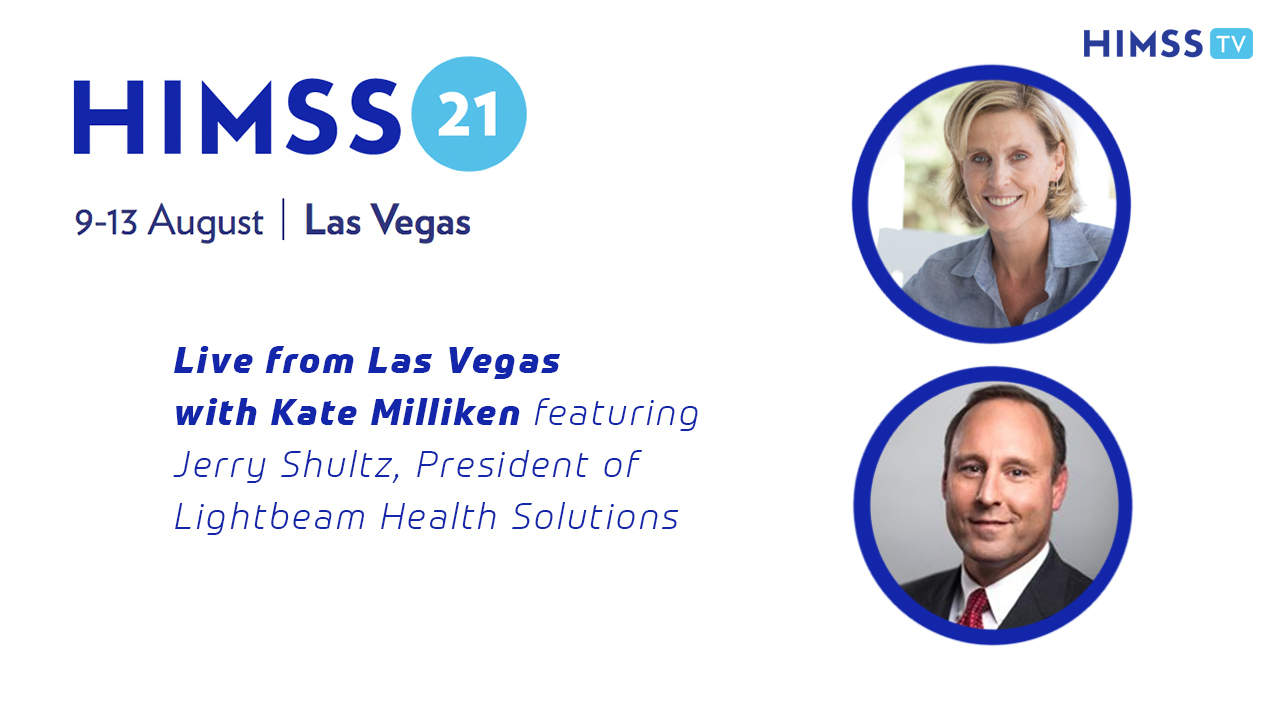 HIMSS TV
HIMSS 21
9-13 August | Las Vegas
Live from Las Vegas
with Kate Milliken featuring
Jerry Shultz, President of
Lightbeam Health Solutions